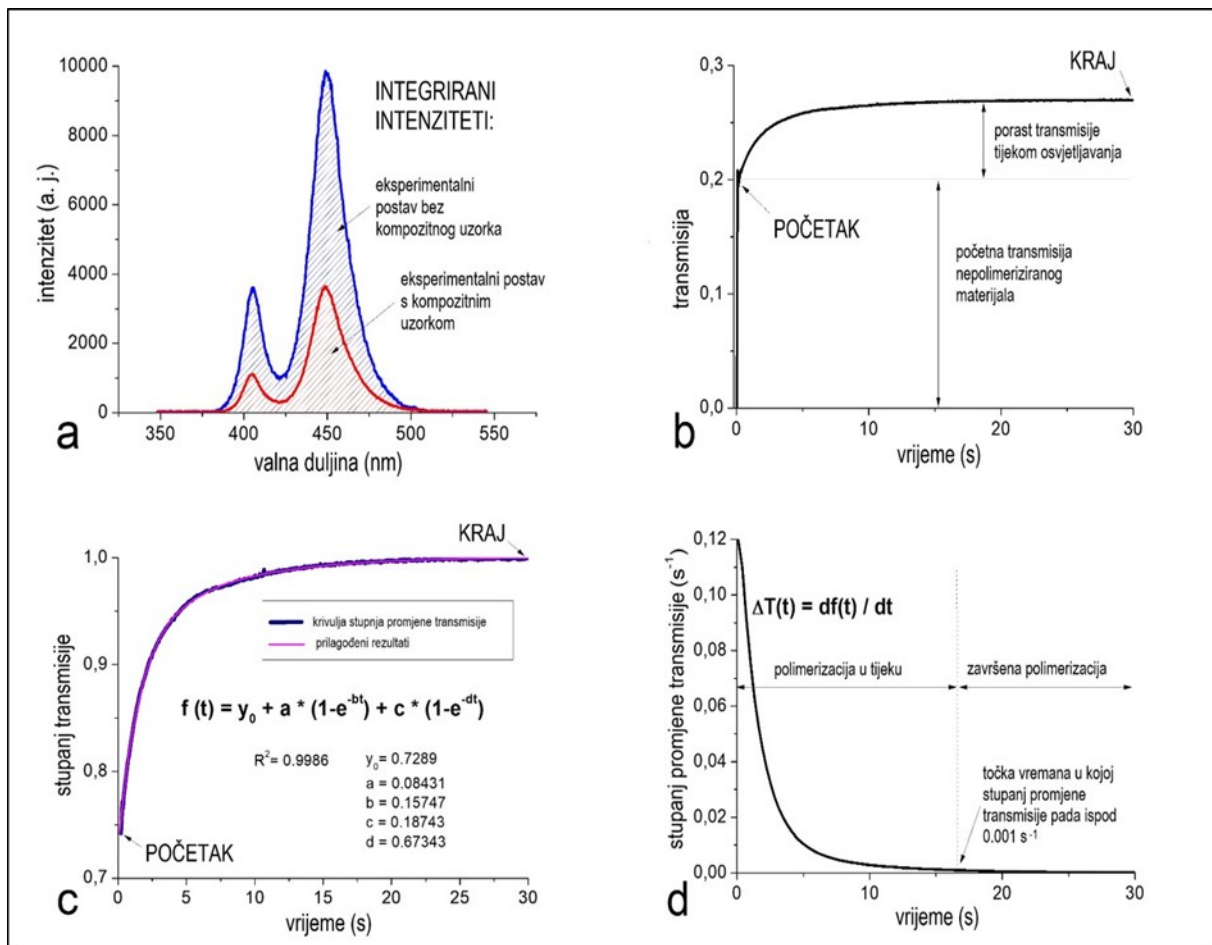 10000
8000
6000
4000
2000
0
intenzitet (a. j.)
INTEGRIRANI
INTENZITETI:
eksperimentalni
postav bez
kompozitnog uzorka
eksperimentalni postav
s kompozitnim
uzorkom
350 400 450 500 550
valna duljina (nm)
a
0,3
0,2
0,1
0,0
transmisija
KRAJ
porast transmisije
tijekom osvjetljavanja
POČETAK
početna transmisija
nepolimeriziranog
materijala
0 10 20 30
vrijeme (s)
b
1,0
0,9
0,8
0,7
stupanj transmisije
KRAJ
krivulja stupnja promjene transmisije
prilagođeni rezultati
f (t) = y₀ + a * (1-e⁻ᵇᵗ) + c * (1-e⁻ᵈᵗ)
R²= 0.9986
y₀= 0.7289
a = 0.08431
b = 0.15747
c = 0.18743
d = 0.67343
POČETAK
0 5 10 15 20 25 30
vrijeme (s)
c
0,12
0,10
0,08
0,06
0,04
0,02
0,00
stupanj promjene transmisije (s⁻¹)
ΔT(t) = df(t) / dt
polimerizacija u tijeku
završena polimerizacija
točka vremana u kojoj
stupanj promjene
transmisije pada ispod
0.001 s⁻¹
0 10 20 30
vrijeme (s)
d